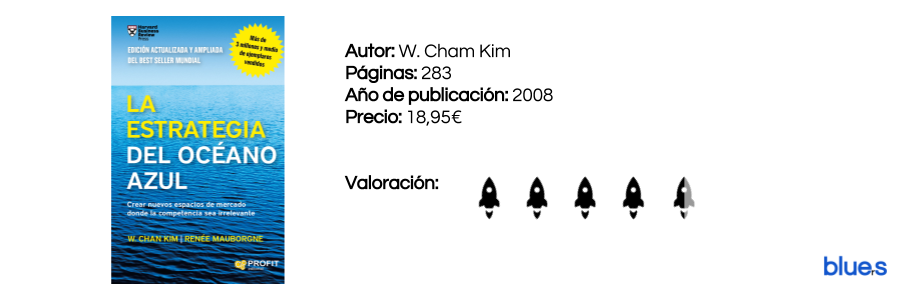 Harvard
Business
Review
Press
EDICIÓN ACTUALIZADA Y AMPLIADA
DEL BEST SELLER MUNDIAL
Más de
3 millones y medio
de ejemplares
vendidos
LA
ESTRATEGIA
DEL OCÉANO
AZUL
Crear nuevos espacios de mercado
donde la competencia sea irrelevante
W. CHAN KIM | RENÉE MAUBORGNE
PROFIT
Autor: W. Cham Kim
Páginas: 283
Año de publicación: 2008
Precio: 18,95€
Valoración:
bluers